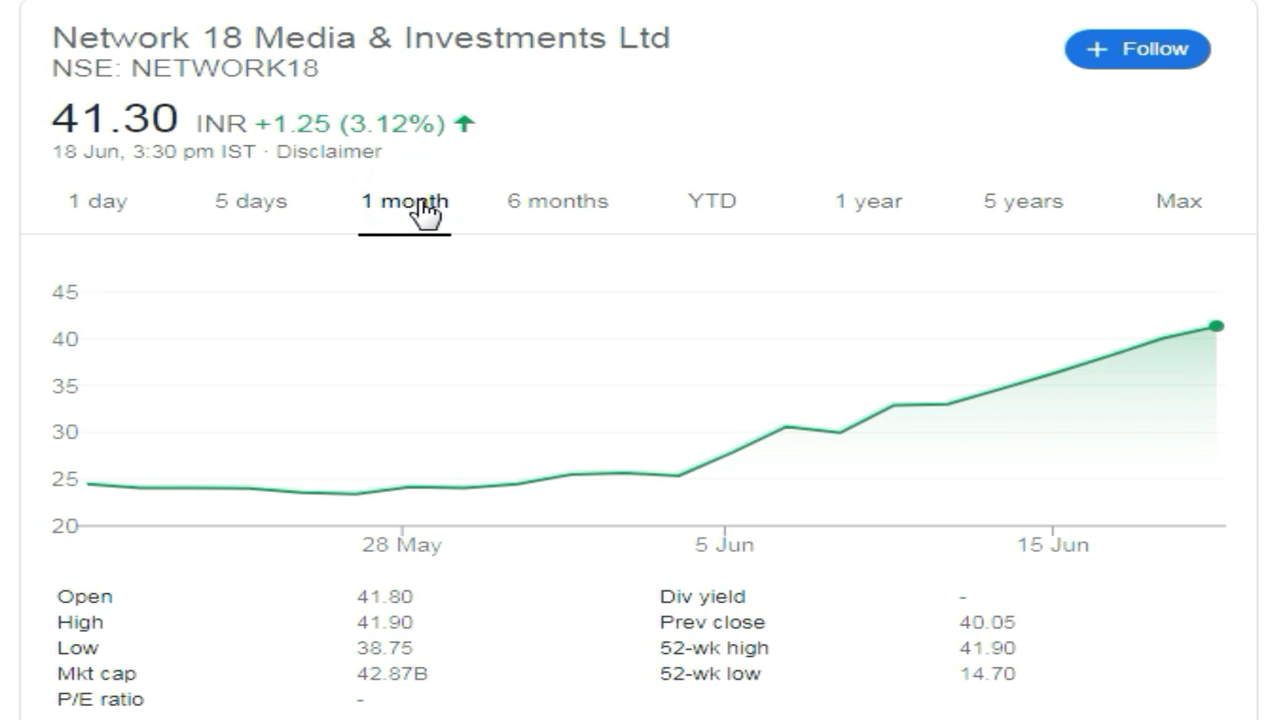 Network 18 Media & Investments Ltd
NSE: NETWORK18
+ Follow
41.30 INR +1.25 (3.12%) ↑
18 Jun, 3:30 pm IST · Disclaimer
1 day 5 days 1 month 6 months YTD 1 year 5 years Max
45
40
35
30
25
20
28 May 5 Jun 15 Jun
Open 41.80 Div yield -
High 41.90 Prev close 40.05
Low 38.75 52-wk high 41.90
Mkt cap 42.87B 52-wk low 14.70
P/E ratio -